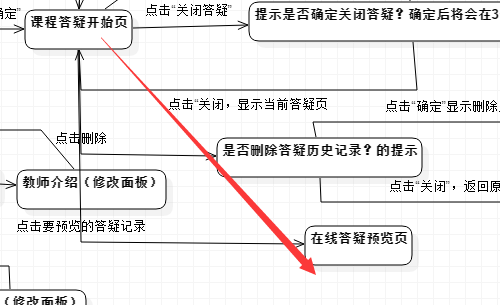 确定”
点击“关闭答疑”
课程答疑开始页
提示是否确定关闭答疑？确定后将会在3
点击“关闭，显示当前答疑页
点击“确定”显示删除
点击删除
是否删除答疑历史记录？的提示
教师介绍（修改面板）
点击“关闭”，返回原
点击要预览的答疑记录
在线答疑预览页
（修改面板）